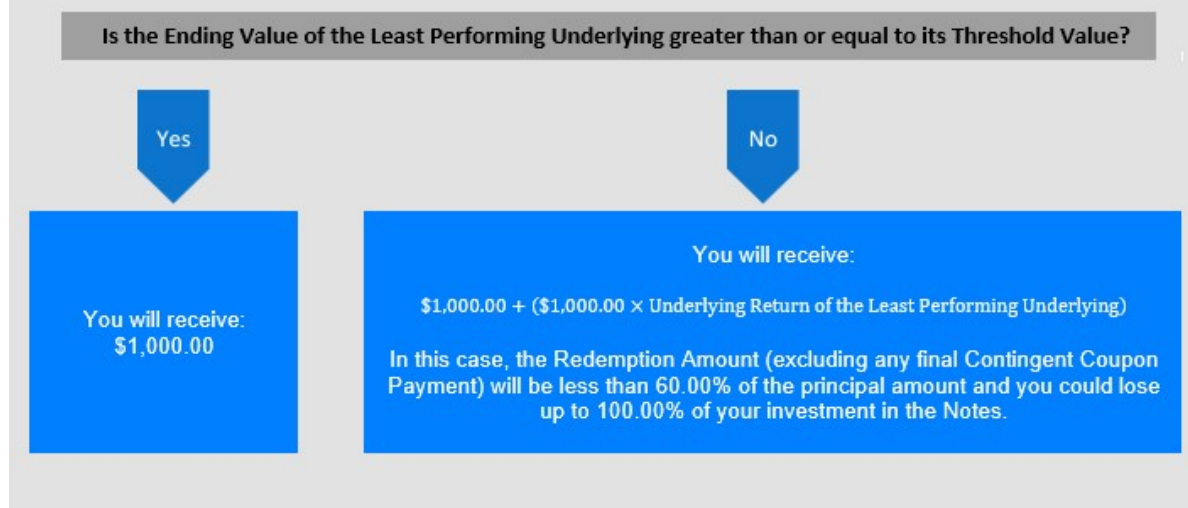 Is the Ending Value of the Least Performing Underlying greater than or equal to its Threshold Value?
Yes
No
You will receive:
$1,000.00
You will receive:
$1,000.00 + ($1,000.00 × Underlying Return of the Least Performing Underlying)
In this case, the Redemption Amount (excluding any final Contingent Coupon
Payment) will be less than 60.00% of the principal amount and you could lose
up to 100.00% of your investment in the Notes.